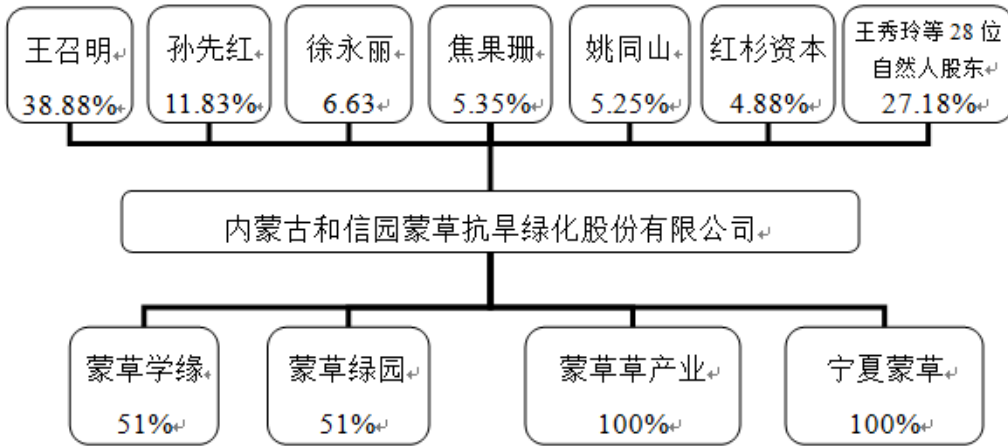 王召明
38.88%
孙先红
11.83%
徐永丽
6.63
焦果珊
5.35%
姚同山
5.25%
红杉资本
4.88%
王秀玲等 28 位
自然人股东
27.18%
内蒙古和信园蒙草抗旱绿化股份有限公司
蒙草学缘
51%
蒙草绿园
51%
蒙草草产业
100%
宁夏蒙草
100%